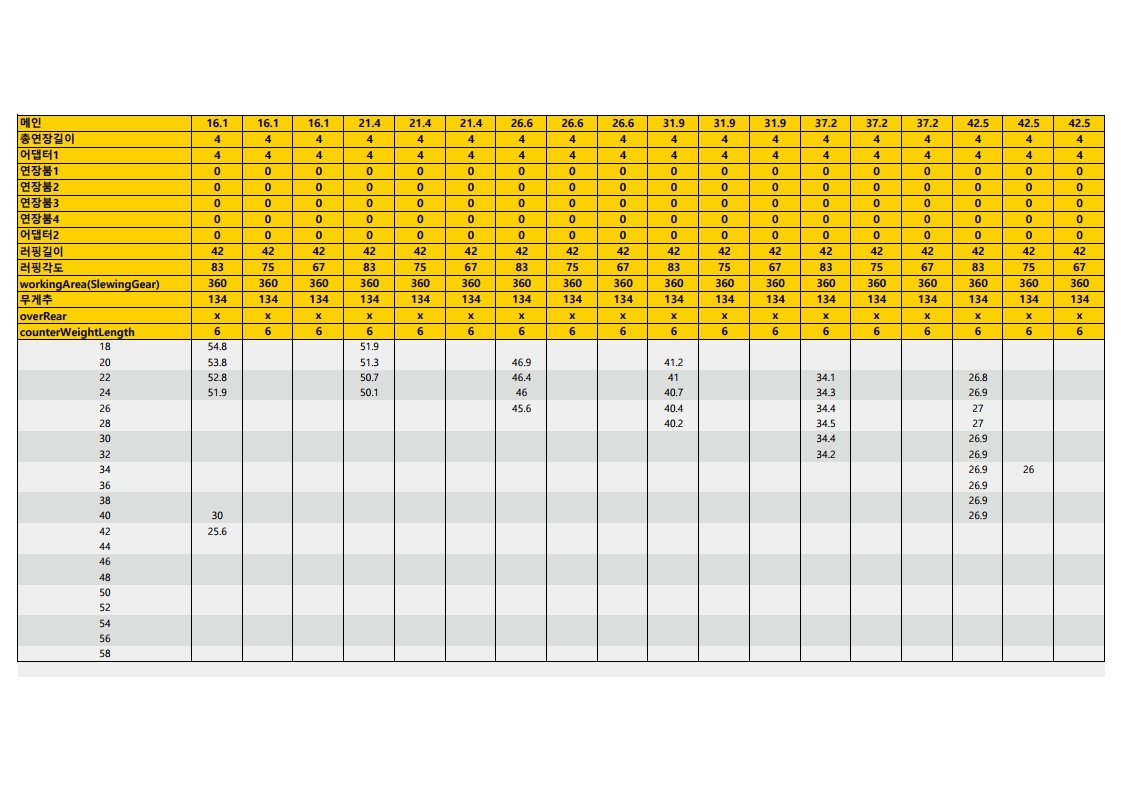 메인 16.1 16.1 16.1 21.4 21.4 21.4 26.6 26.6 26.6 31.9 31.9 31.9 37.2 37.2 37.2 42.5 42.5 42.5
총연장길이 4 4 4 4 4 4 4 4 4 4 4 4 4 4 4 4 4 4
어댑터1 4 4 4 4 4 4 4 4 4 4 4 4 4 4 4 4 4 4
연장붐1 0 0 0 0 0 0 0 0 0 0 0 0 0 0 0 0 0 0
연장붐2 0 0 0 0 0 0 0 0 0 0 0 0 0 0 0 0 0 0
연장붐3 0 0 0 0 0 0 0 0 0 0 0 0 0 0 0 0 0 0
연장붐4 0 0 0 0 0 0 0 0 0 0 0 0 0 0 0 0 0 0
어댑터2 0 0 0 0 0 0 0 0 0 0 0 0 0 0 0 0 0 0
러핑길이 42 42 42 42 42 42 42 42 42 42 42 42 42 42 42 42 42 42
러핑각도 83 75 67 83 75 67 83 75 67 83 75 67 83 75 67 83 75 67
workingArea(SlewingGear) 360 360 360 360 360 360 360 360 360 360 360 360 360 360 360 360 360 360
무게추 134 134 134 134 134 134 134 134 134 134 134 134 134 134 134 134 134 134
overRear x x x x x x x x x x x x x x x x x x
counterWeightLength 6 6 6 6 6 6 6 6 6 6 6 6 6 6 6 6 6 6
18 54.8 51.9
20 53.8 51.3 46.9 41.2
22 52.8 50.7 46.4 41 34.1 26.8
24 51.9 50.1 46 40.7 34.3 26.9
26 45.6 40.4 34.4 27
28 40.2 34.5 27
30 34.4 26.9
32 34.2 26.9
34 26.9 26
36 26.9
38 26.9
40 30 26.9
42 25.6
44
46
48
50
52
54
56
58